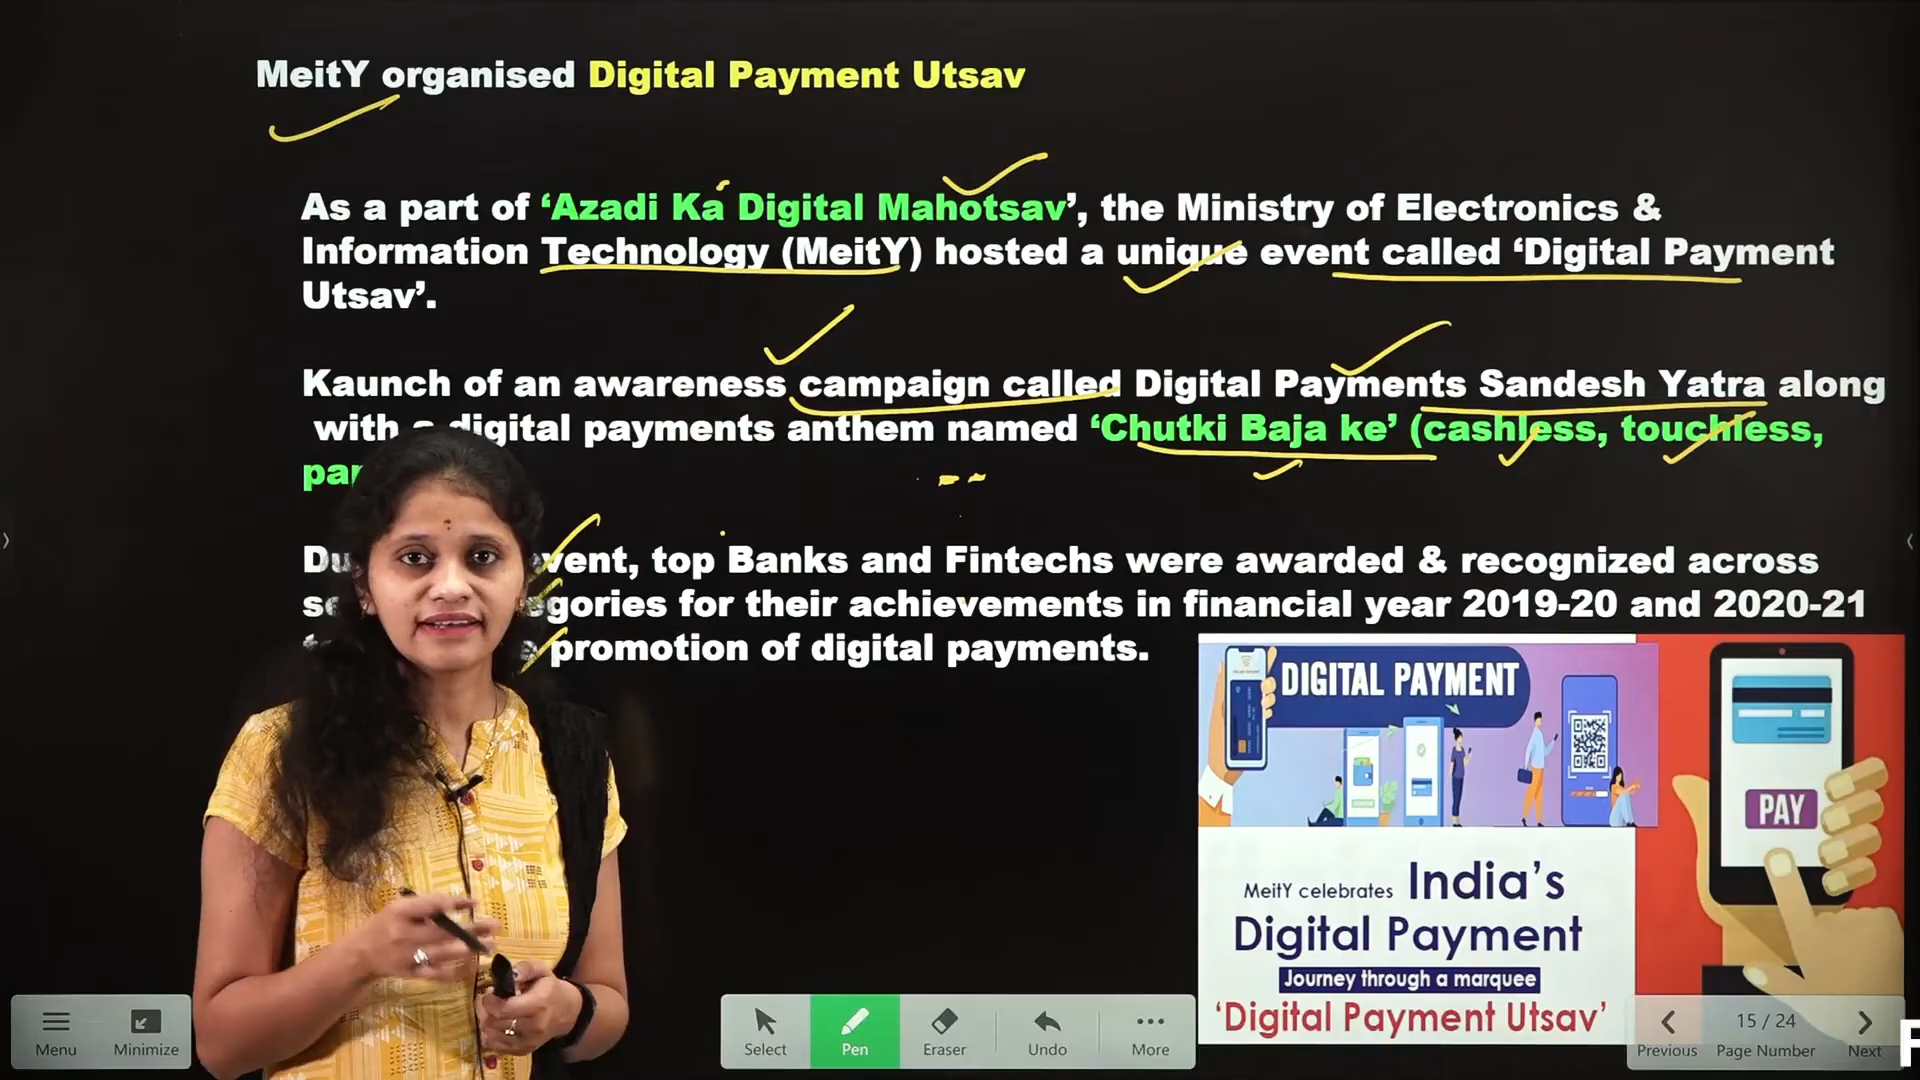 MeitY organised Digital Payment Utsav
As a part of ‘Azadi Ka Digital Mahotsav’, the Ministry of Electronics &
Information Technology (MeitY) hosted a unique event called ‘Digital Payment
Utsav’.
Kaunch of an awareness campaign called Digital Payments Sandesh Yatra along
with a digital payments anthem named ‘Chutki Baja ke’ (cashless, touchless,
vent, top Banks and Fintechs were awarded & recognized across
gories for their achievements in financial year 2019-20 and 2020-21
promotion of digital payments.
DIGITAL PAYMENT
PAY
MeitY celebrates India’s
Digital Payment
Journey through a marquee
‘Digital Payment Utsav’
Menu
Minimize
Select
Pen
Eraser
Undo
More
15 / 24
Previous
Page Number
Next